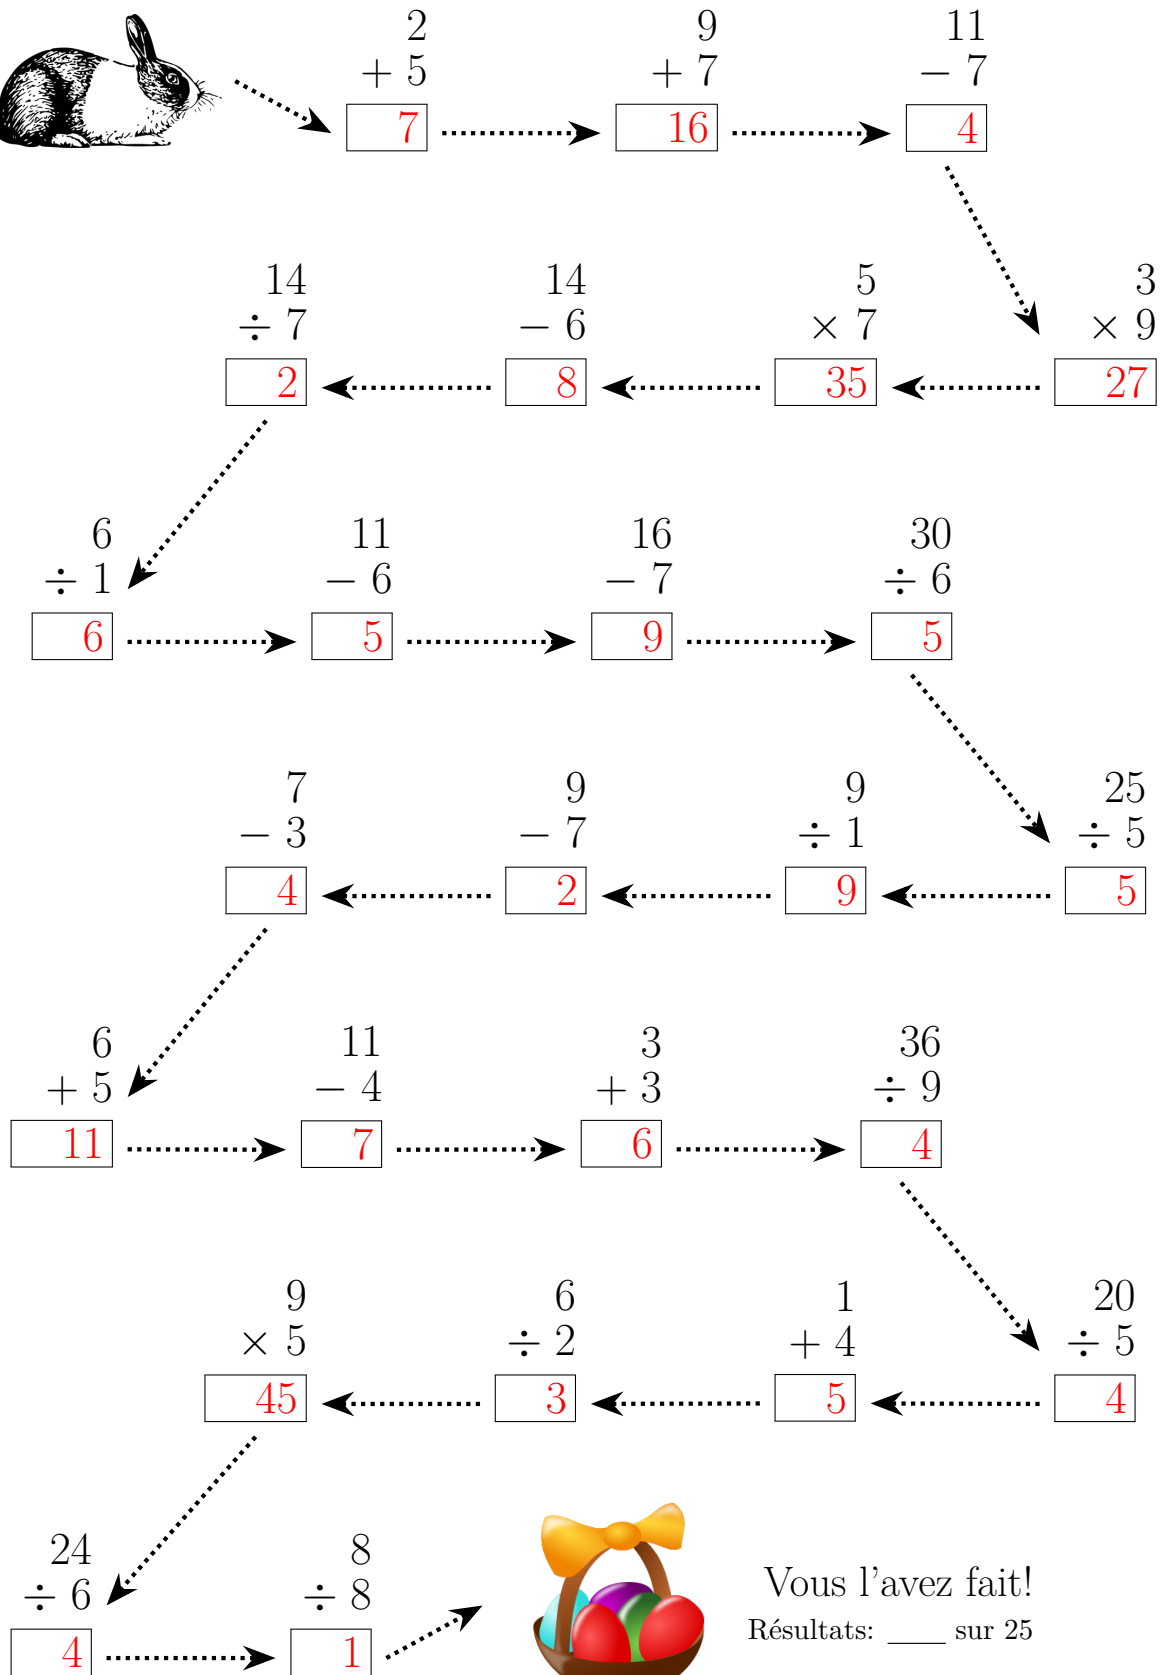 2 9 11
+ 5 + 7 − 7
7 16 4
14 14 5 3
÷ 7 − 6 × 7 × 9
2 8 35 27
6 11 16 30
÷ 1 − 6 − 7 ÷ 6
6 5 9 5
7 9 9 25
− 3 − 7 ÷ 1 ÷ 5
4 2 9 5
6 11 3 36
+ 5 − 4 + 3 ÷ 9
11 7 6 4
9 6 1 20
× 5 ÷ 2 + 4 ÷ 5
45 3 5 4
24 8
÷ 6 ÷ 8
4 1
Vous l'avez fait!
Résultats: ____ sur 25